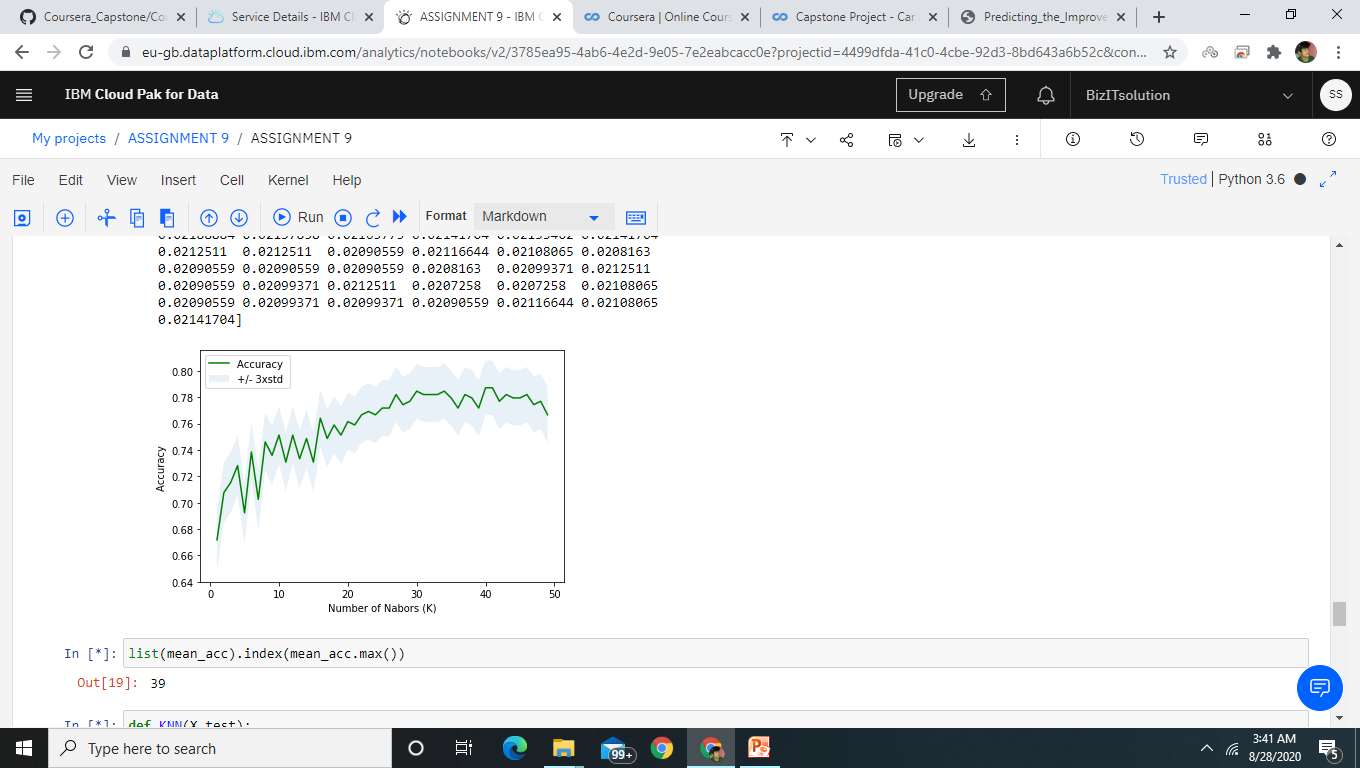 Coursera_Capstone/Cou
Service Details - IBM Cl
ASSIGNMENT 9 - IBM C
Coursera | Online Cours
Capstone Project - Car
Predicting_the_Improve
eu-gb.dataplatform.cloud.ibm.com/analytics/notebooks/v2/3785ea95-4ab6-4e2d-9e05-7e2eabcacc0e?projectid=4499dfda-41c0-4cbe-92d3-8bd643a6b52c&con...
IBM Cloud Pak for Data
Upgrade
BizITsolution
SS
My projects / ASSIGNMENT 9 / ASSIGNMENT 9
File Edit View Insert Cell Kernel Help
Trusted | Python 3.6
Run
Format
Markdown
0.0212511 0.0212511 0.02090559 0.02116644 0.02108065 0.0208163
0.02090559 0.02090559 0.02090559 0.0208163 0.02099371 0.0212511
0.02090559 0.02099371 0.0212511 0.0207258 0.0207258 0.02108065
0.02090559 0.02099371 0.02099371 0.02090559 0.02116644 0.02108065
0.02141704]
Accuracy
+/- 3xstd
0.80
0.78
0.76
0.74
0.72
0.70
0.68
0.66
0.64
Accuracy
0 10 20 30 40 50
Number of Nabors (K)
In [*]: list(mean_acc).index(mean_acc.max())
Out[19]: 39
In [*]: def KNN(X_test):
Type here to search
99+
3:41 AM
8/28/2020
5